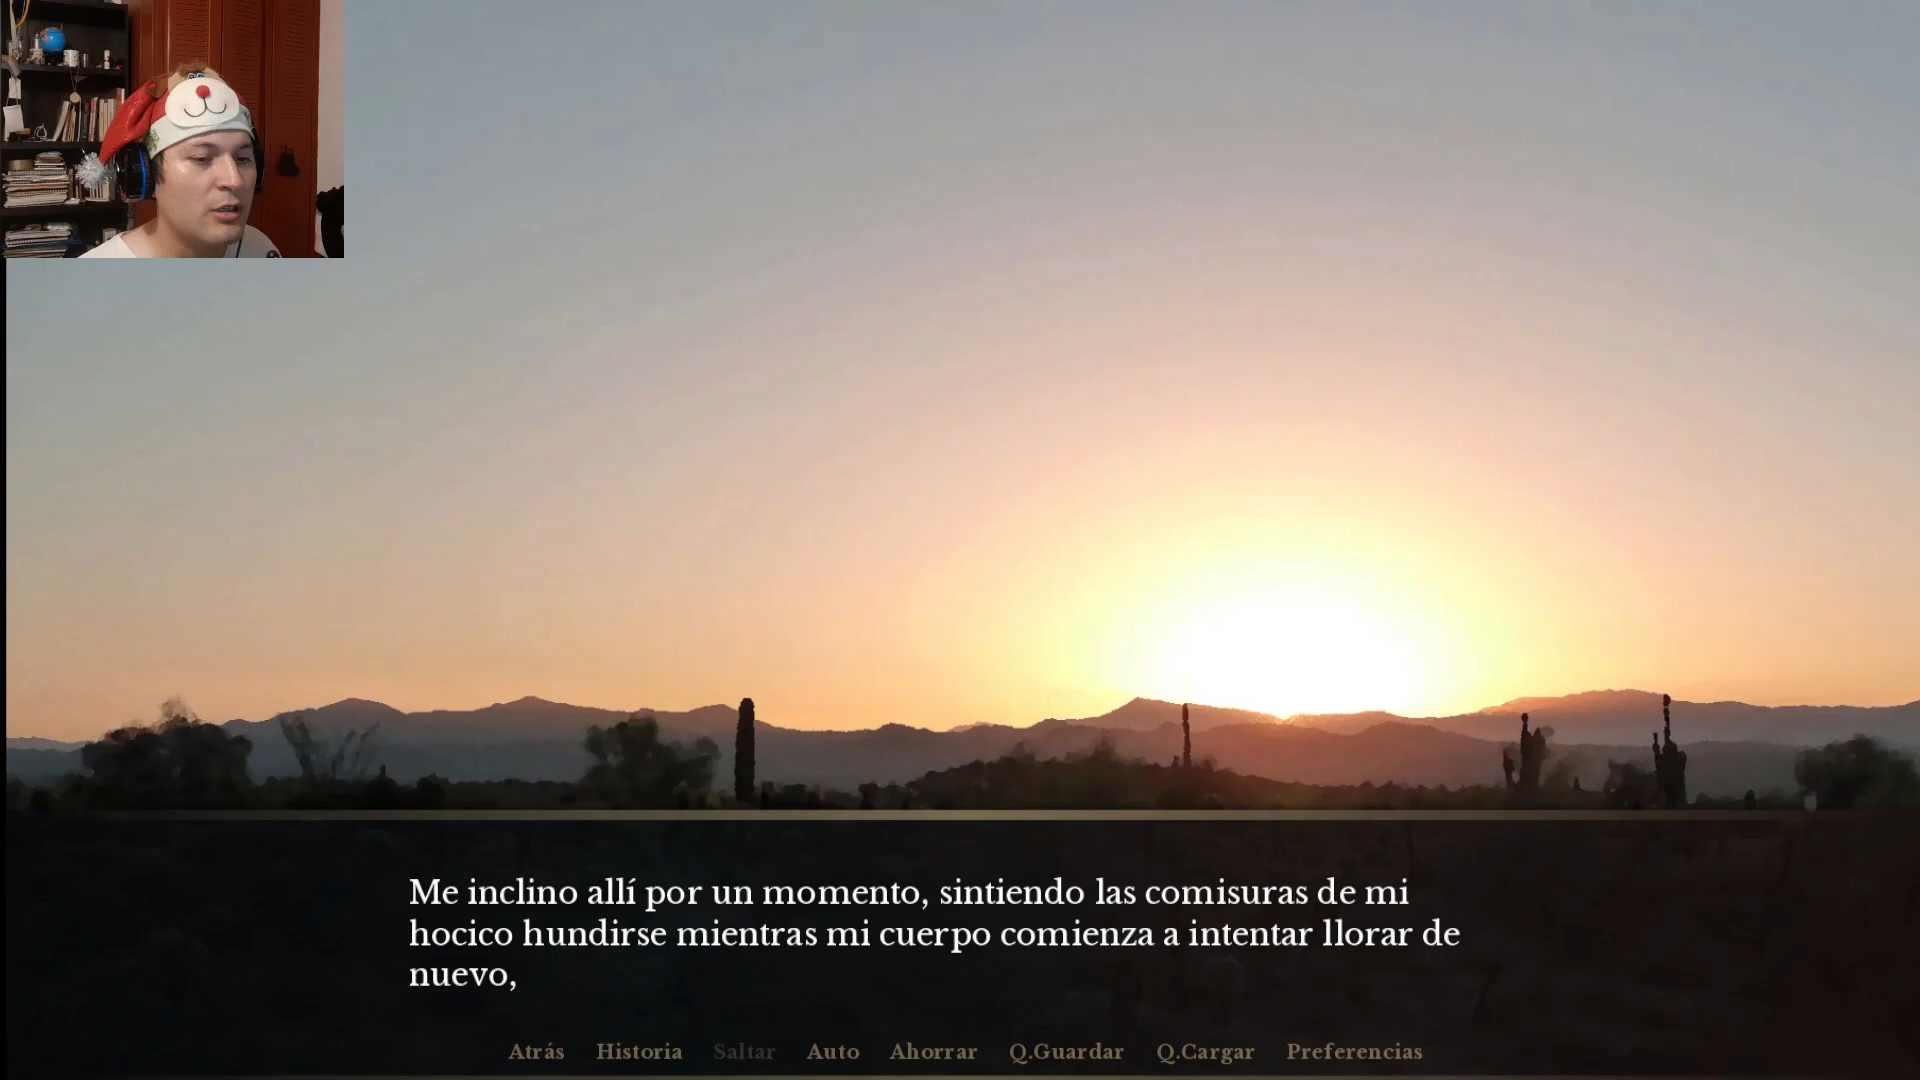 Me inclino allí por un momento, sintiendo las comisuras de mi
hocico hundirse mientras mi cuerpo comienza a intentar llorar de
nuevo,
Atrás Historia Saltar Auto Ahorrar Q.Guardar Q.Cargar Preferencias